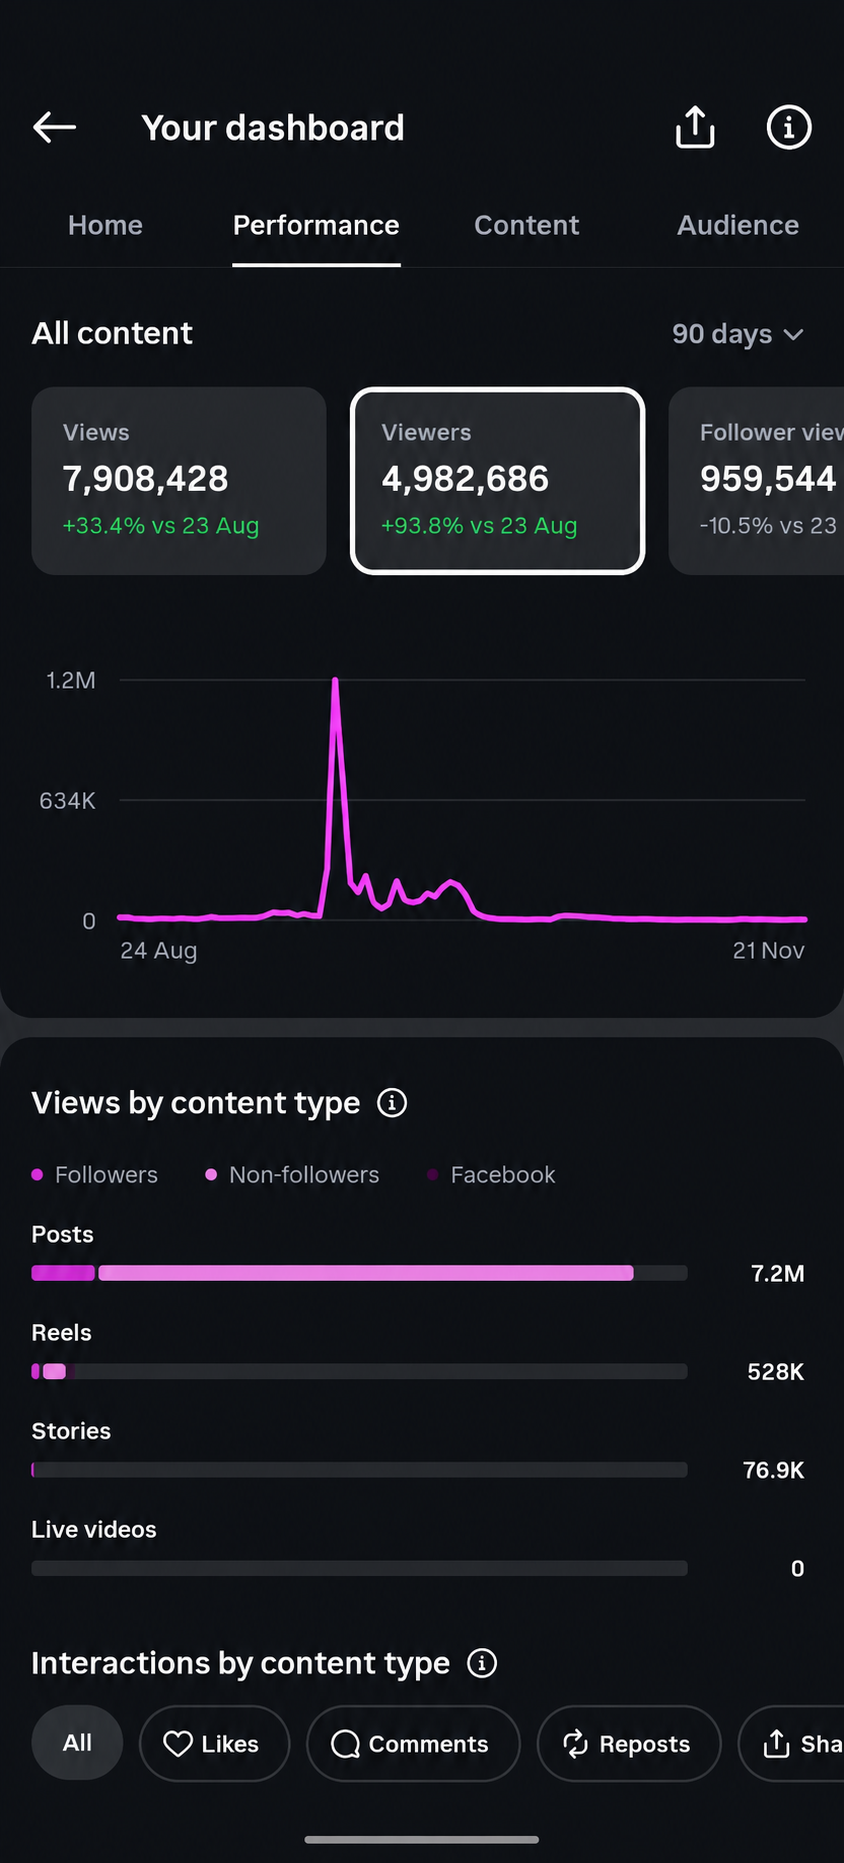 Your dashboard
Home Performance Content Audience
All content 90 days
Views Viewers Follower view
7,908,428 4,982,686 959,544
+33.4% vs 23 Aug +93.8% vs 23 Aug -10.5% vs 23
1.2M
634K
0
24 Aug 21 Nov
Views by content type
Followers Non-followers Facebook
Posts
7.2M
Reels
528K
Stories
76.9K
Live videos
0
Interactions by content type
All Likes Comments Reposts Sha